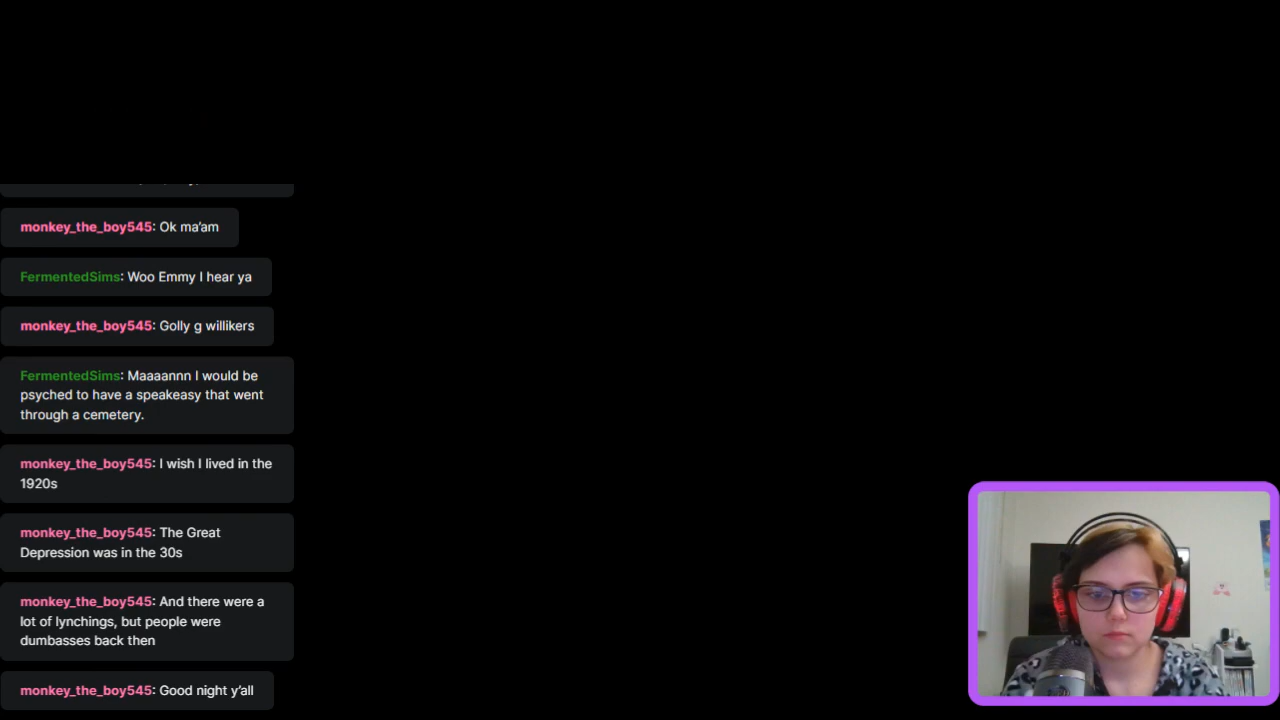 monkey_the_boy545: Ok ma'am
FermentedSims: Woo Emmy I hear ya
monkey_the_boy545: Golly g willikers
FermentedSims: Maaaannn I would be
psyched to have a speakeasy that went
through a cemetery.
monkey_the_boy545: I wish I lived in the
1920s
monkey_the_boy545: The Great
Depression was in the 30s
monkey_the_boy545: And there were a
lot of lynchings, but people were
dumbasses back then
monkey_the_boy545: Good night y'all